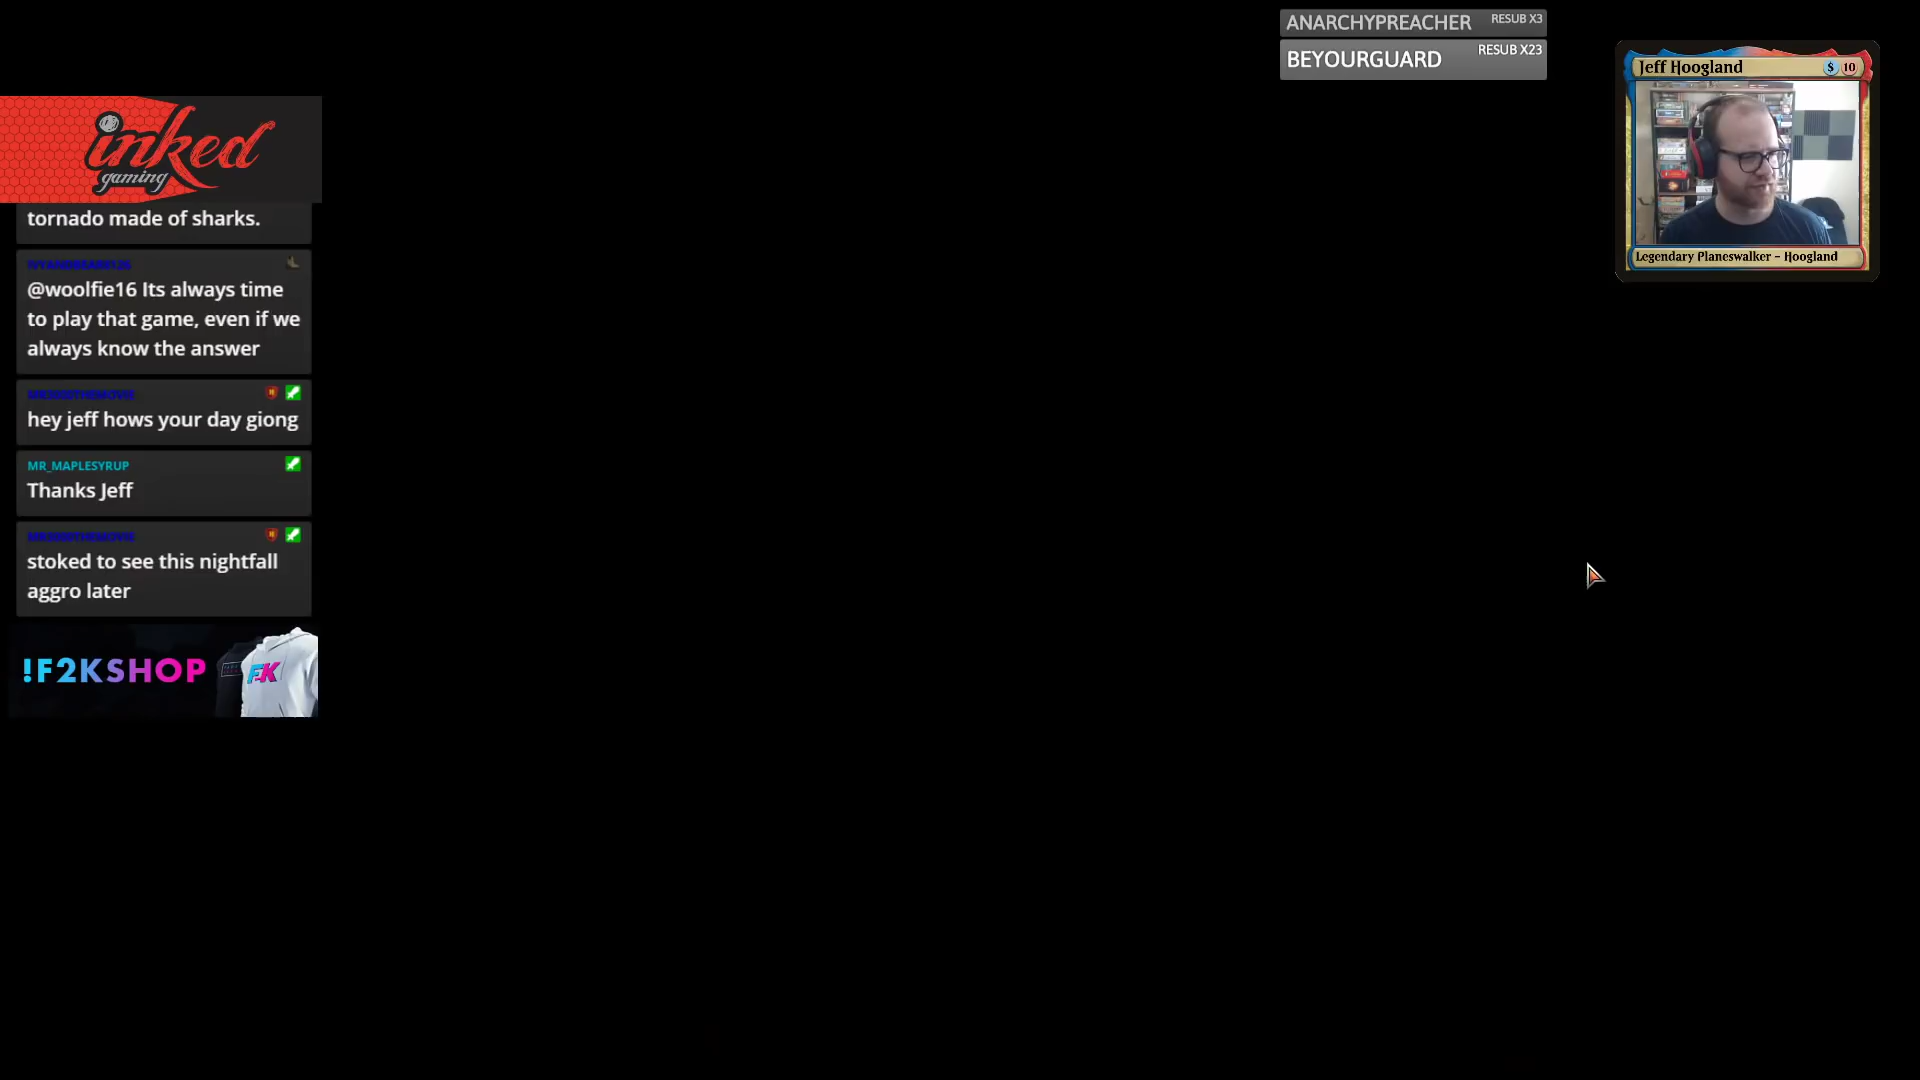 ANARCHYPREACHER RESUB X3
BEYOURGUARD RESUB X23
Jeff Hoogland $ 10
Legendary Planeswalker – Hoogland
inked
gaming
tornado made of sharks.
@woolfie16 Its always time
to play that game, even if we
always know the answer
hey jeff hows your day giong
MR_MAPLESYRUP
Thanks Jeff
stoked to see this nightfall
aggro later
!F2KSHOP